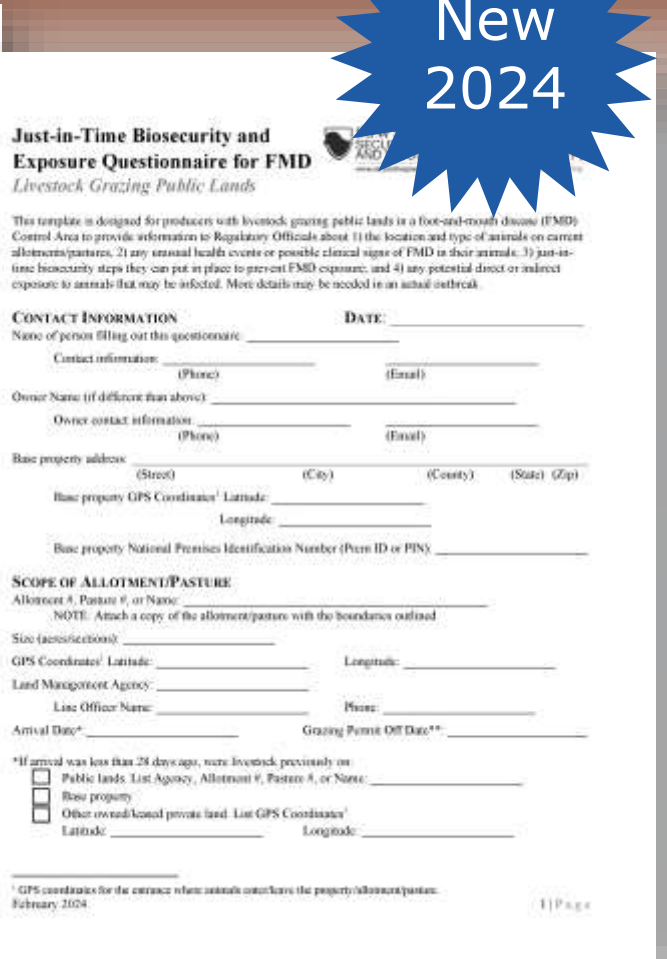 New
2024
Just-in-Time Biosecurity and
Exposure Questionnaire for FMD
Livestock Grazing Public Lands
This template is designed for producers with livestock grazing public lands in a foot-and-mouth disease (FMD)
Control Area to provide information to Regulatory Officials about 1) the location and type of animals on current
allotments/pastures, 2) any unusual health events or possible clinical signs of FMD in their animals, 3) just-in-
time biosecurity steps they can put in place to prevent FMD exposure, and 4) any potential direct or indirect
exposure to animals that may be infected. More details may be needed in an actual outbreak.
CONTACT INFORMATION DATE:
Name of person filling out this questionnaire:
Contact information:
(Phone) (Email)
Owner Name (if different than above):
Owner contact information:
(Phone) (Email)
Base property address:
(Street) (City) (County) (State) (Zip)
Base property GPS Coordinates¹ Latitude:
Longitude:
Base property National Premises Identification Number (Prem ID or PIN):
SCOPE OF ALLOTMENT/PASTURE
Allotment #, Pasture #, or Name:
NOTE: Attach a copy of the allotment/pasture with the boundaries outlined
Size (acres/sections):
GPS Coordinates¹ Latitude: Longitude:
Land Management Agency:
Line Officer Name: Phone:
Arrival Date*: Grazing Permit Off Date**:
*If arrival was less than 28 days ago, were livestock previously on:
Public lands. List Agency, Allotment #, Pasture #, or Name:
Base property
Other owned/leased private land. List GPS Coordinates¹
Latitude: Longitude:
¹ GPS coordinates for the entrance where animals enter/leave the property/allotment/pasture.
February 2024 1 | Page